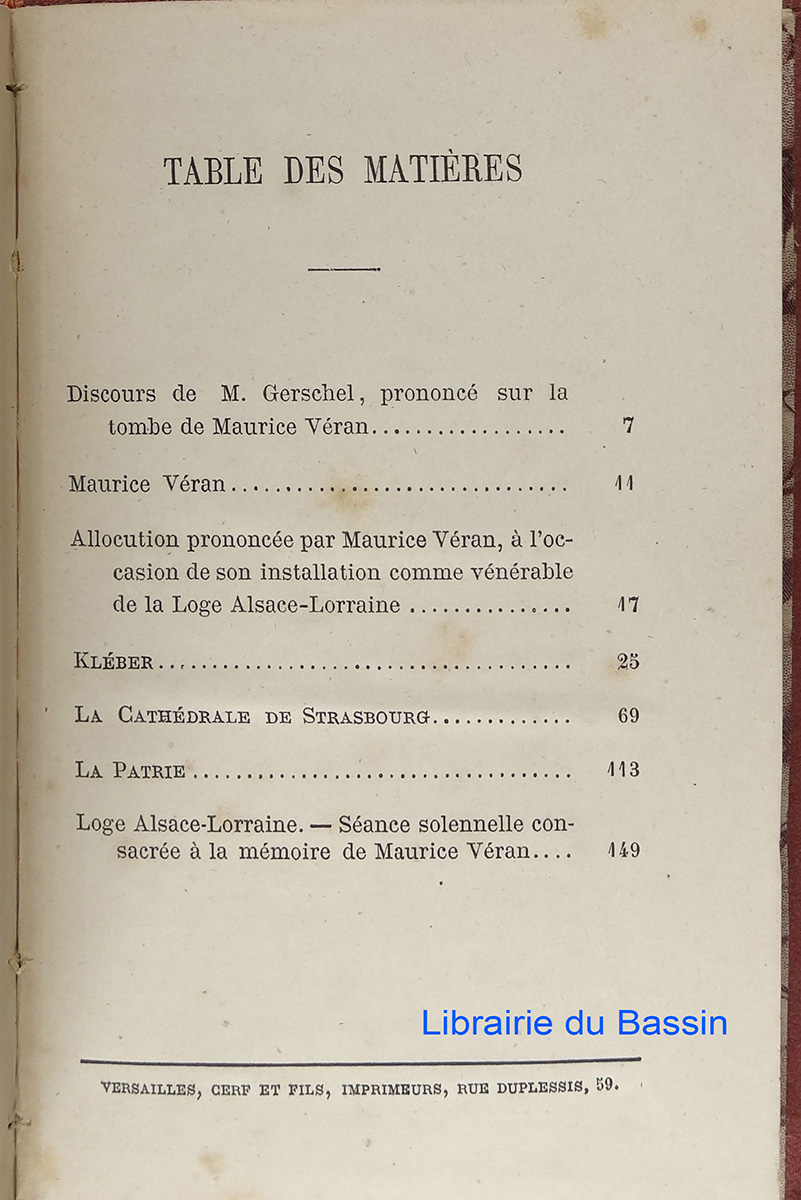 TABLE DES MATIÈRES
Discours de M. Gerschel, prononcé sur la
tombe de Maurice Véran.................. 7
Maurice Véran............................... 11
Allocution prononcée par Maurice Véran, à l'oc-
casion de son installation comme vénérable
de la Loge Alsace-Lorraine ............... 17
KLÉBER....................................... 25
LA CATHÉDRALE DE STRASBOURG............. 69
LA PATRIE.................................... 113
Loge Alsace-Lorraine. — Séance solennelle con-
sacrée à la mémoire de Maurice Véran.... 149
Librairie du Bassin
VERSAILLES, CERF ET FILS, IMPRIMEURS, RUE DUPLESSIS, 59.